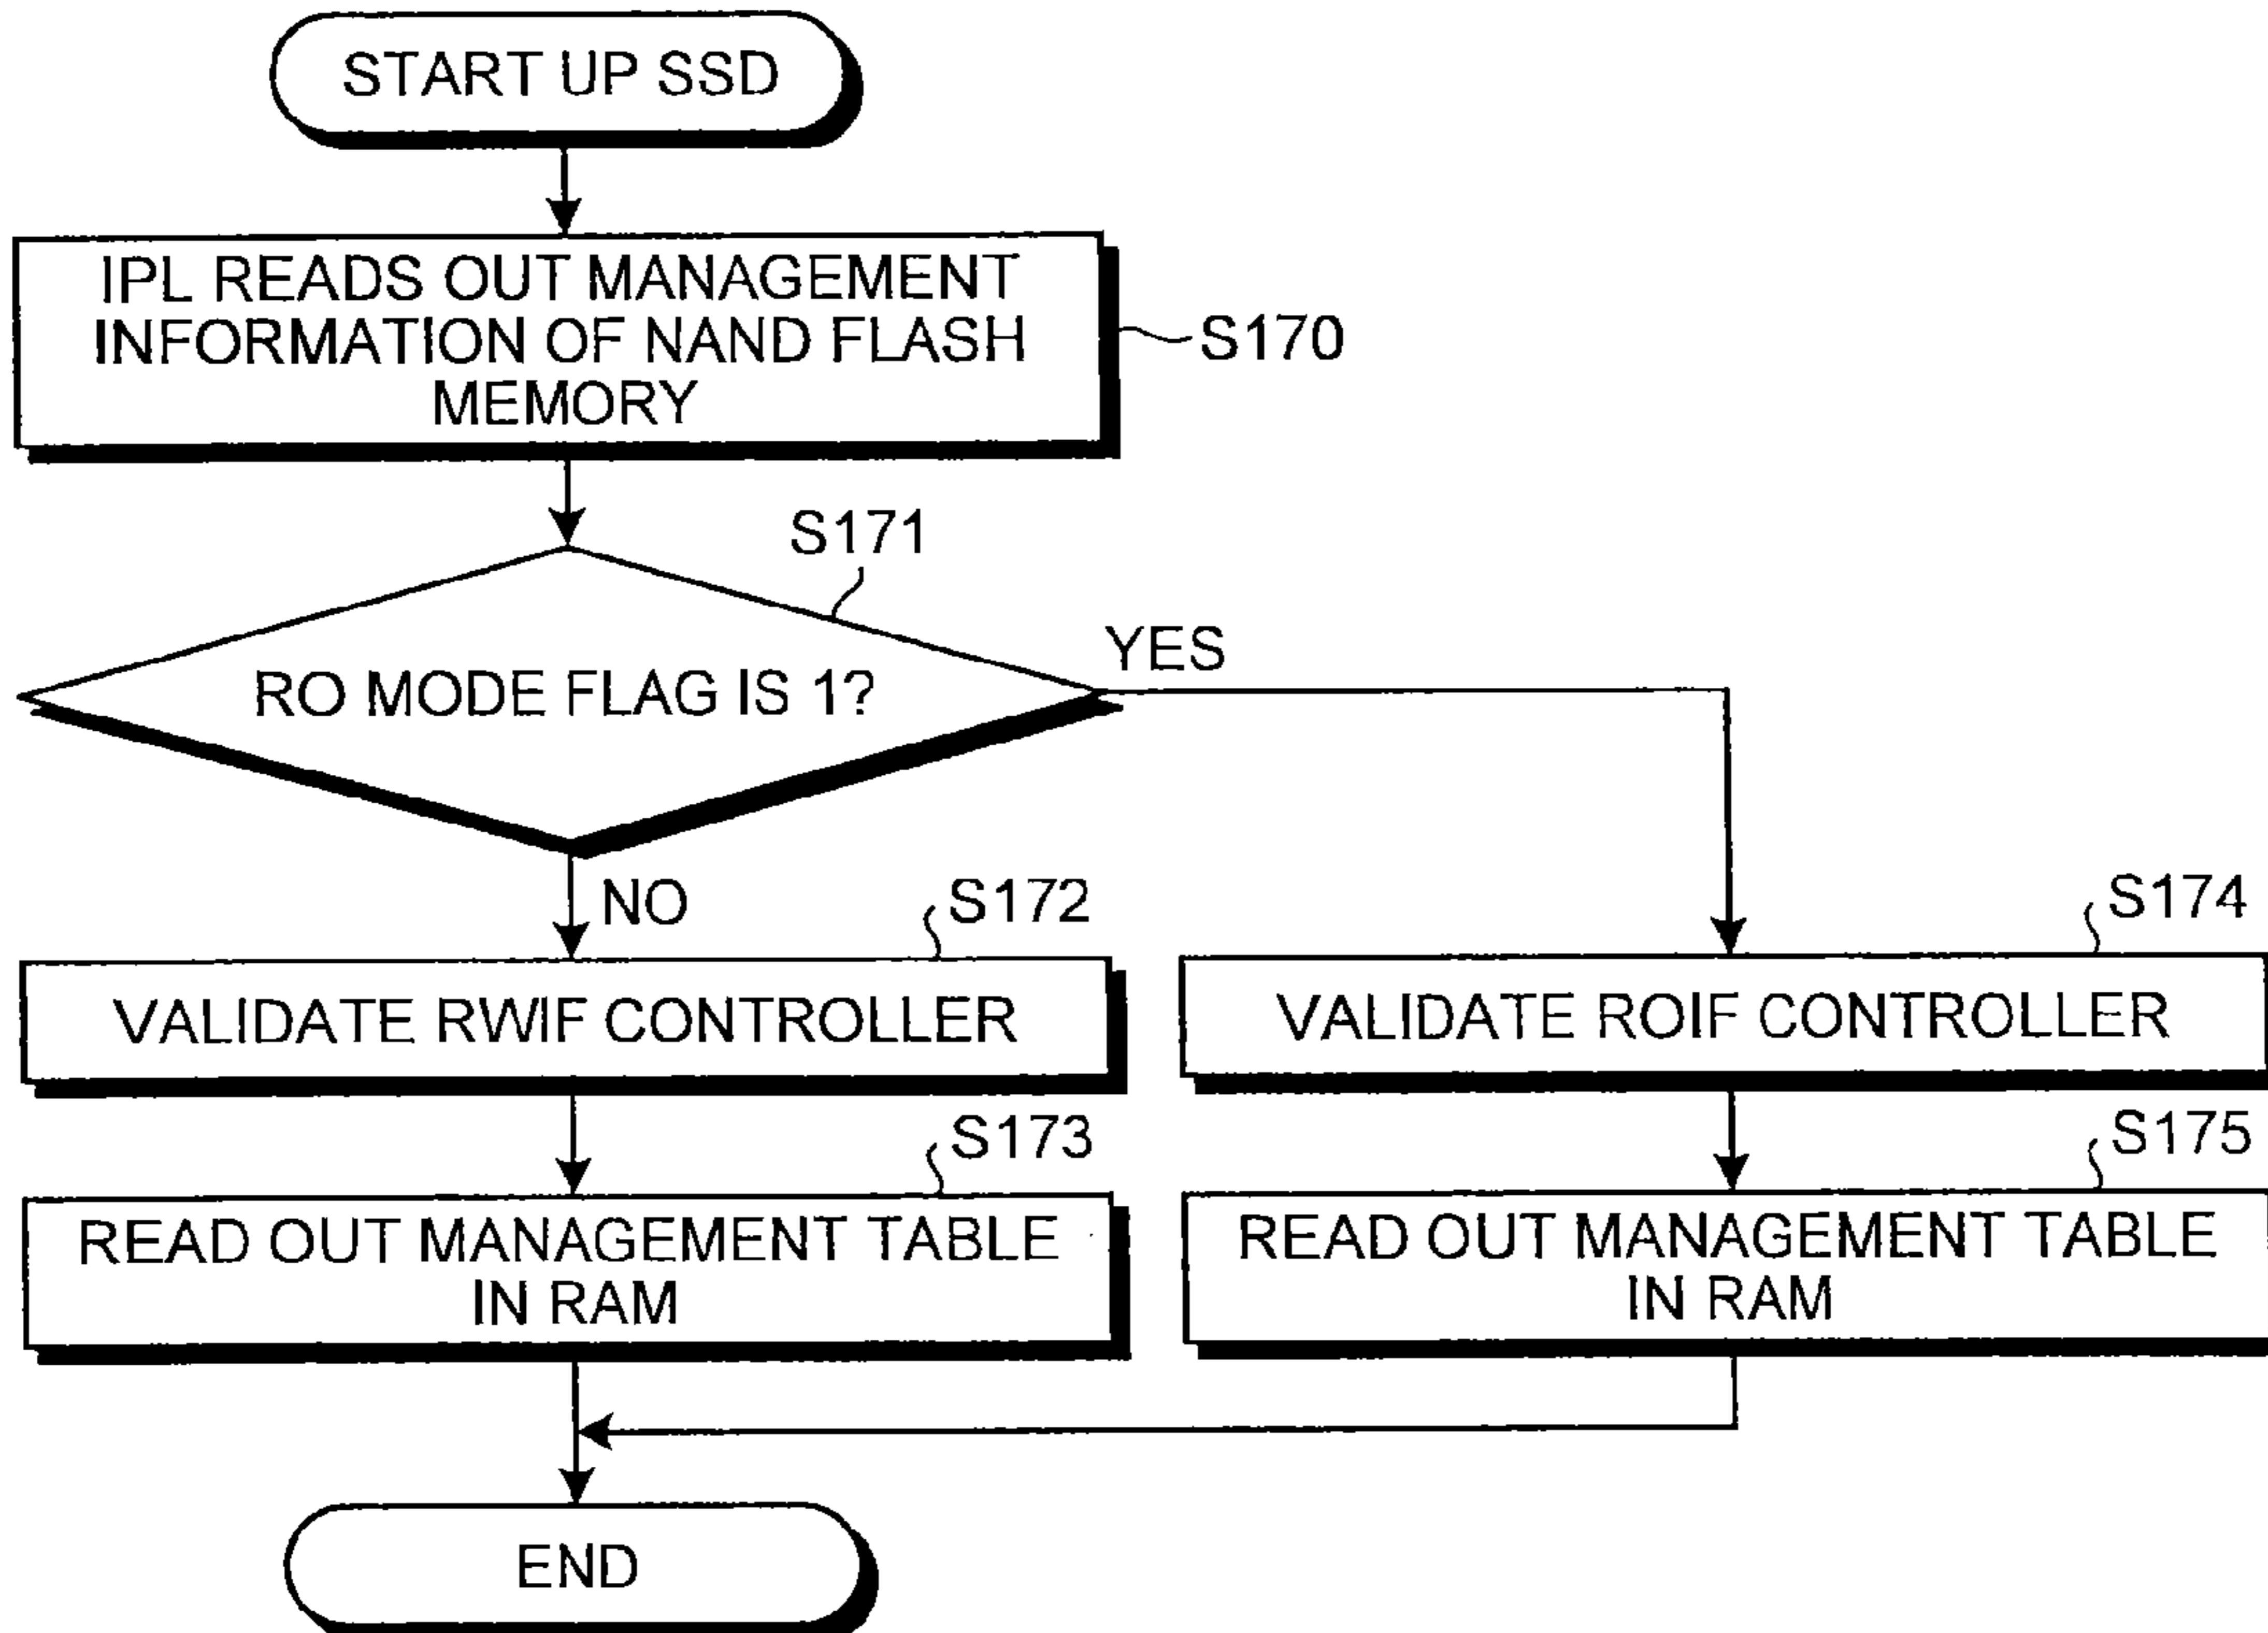 START UP SSD
IPL READS OUT MANAGEMENT
INFORMATION OF NAND FLASH
MEMORY
S170
S171
RO MODE FLAG IS 1?
YES
NO
S172
S174
VALIDATE RWIF CONTROLLER
VALIDATE ROIF CONTROLLER
S173
S175
READ OUT MANAGEMENT TABLE
IN RAM
READ OUT MANAGEMENT TABLE
IN RAM
END